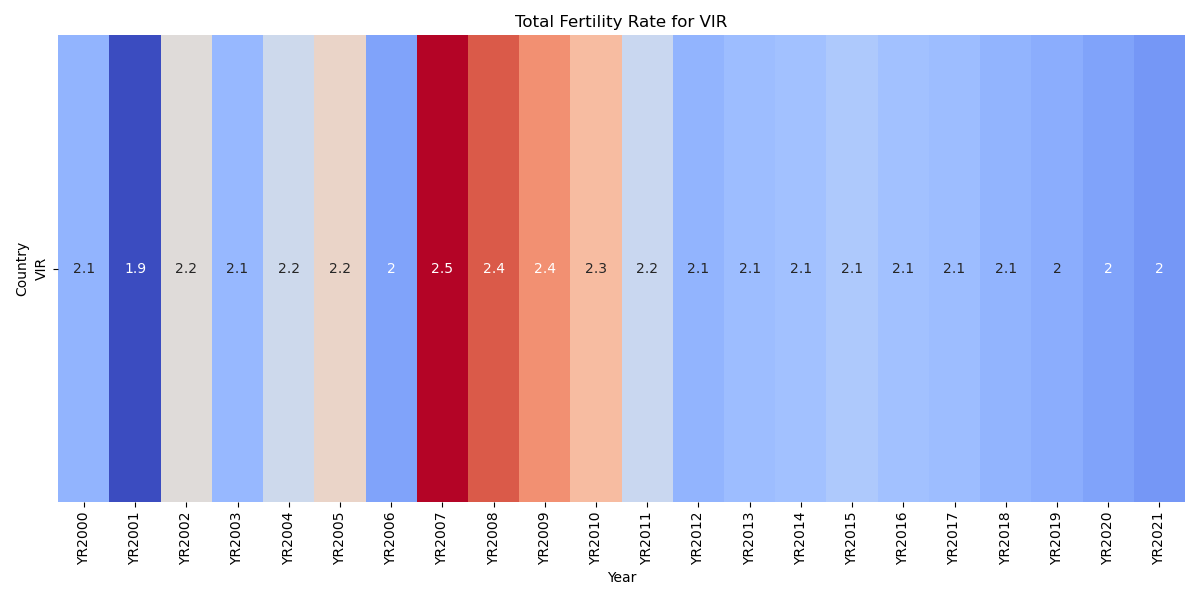 Total Fertility Rate for VIR
Country
VIR
2.1 1.9 2.2 2.1 2.2 2.2 2 2.5 2.4 2.4 2.3 2.2 2.1 2.1 2.1 2.1 2.1 2.1 2.1 2 2 2
YR2000 YR2001 YR2002 YR2003 YR2004 YR2005 YR2006 YR2007 YR2008 YR2009 YR2010 YR2011 YR2012 YR2013 YR2014 YR2015 YR2016 YR2017 YR2018 YR2019 YR2020 YR2021
Year